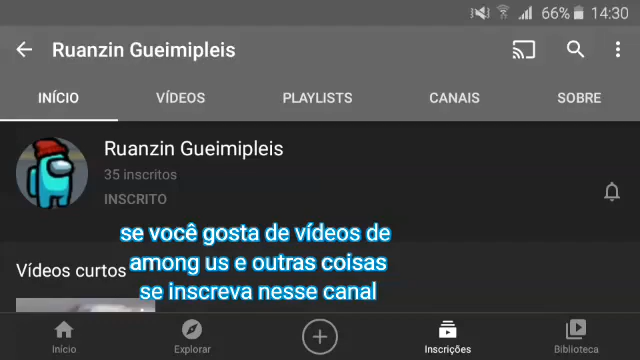 66% 14:30
Ruanzin Gueimipleis
INÍCIO VÍDEOS PLAYLISTS CANAIS SOBRE
Ruanzin Gueimipleis
35 inscritos
INSCRITO
se você gosta de vídeos de
among us e outras coisas
se inscreva nesse canal
Vídeos curtos
Início Explorar Inscrições Biblioteca